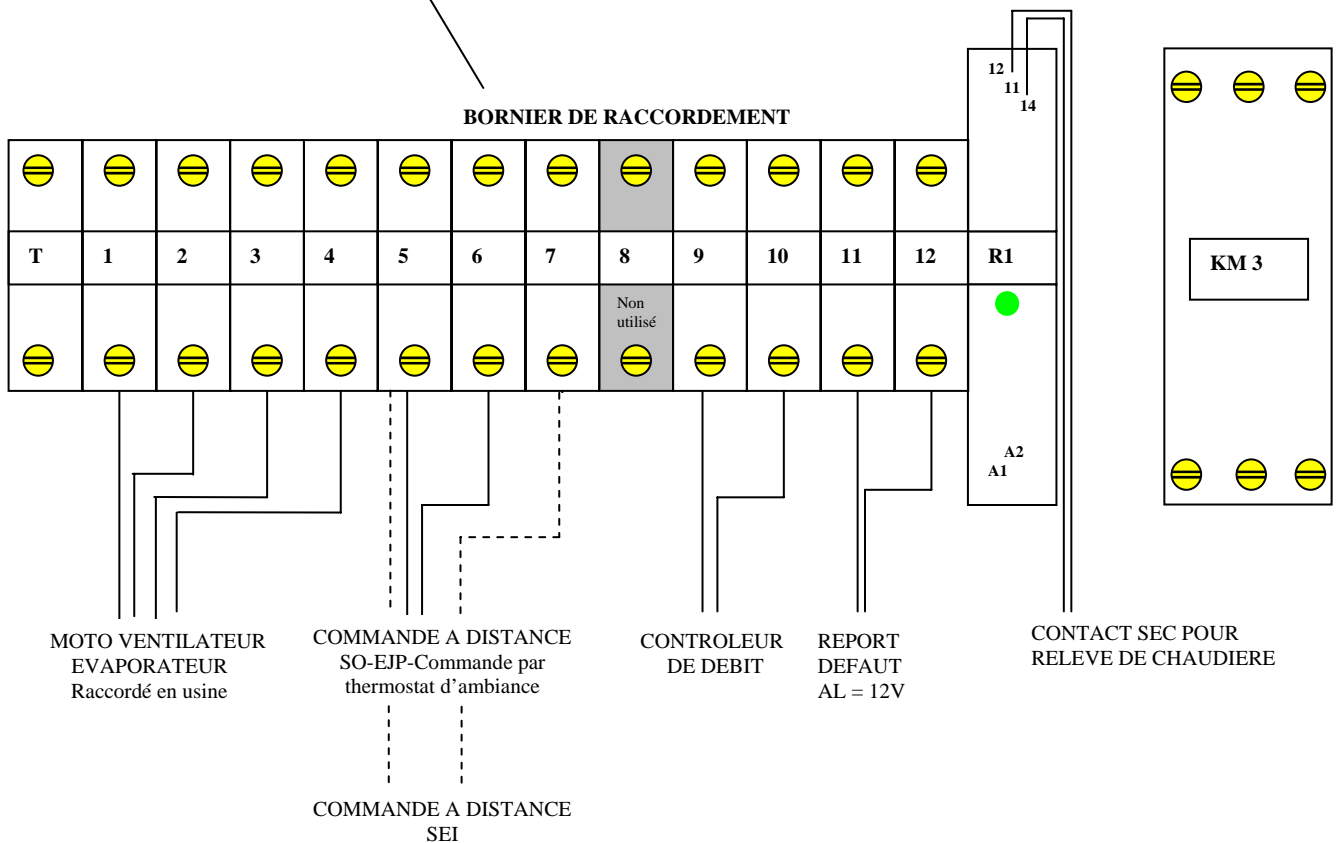 12
11
14
BORNIER DE RACCORDEMENT
T 1 2 3 4 5 6 7 8 9 10 11 12 R1
KM 3
Non
utilisé
A2
A1
MOTO VENTILATEUR
EVAPORATEUR
Raccordé en usine
COMMANDE A DISTANCE
SO-EJP-Commande par
thermostat d’ambiance
CONTROLEUR
DE DEBIT
REPORT
DEFAUT
AL = 12V
CONTACT SEC POUR
RELEVE DE CHAUDIERE
COMMANDE A DISTANCE
SEI